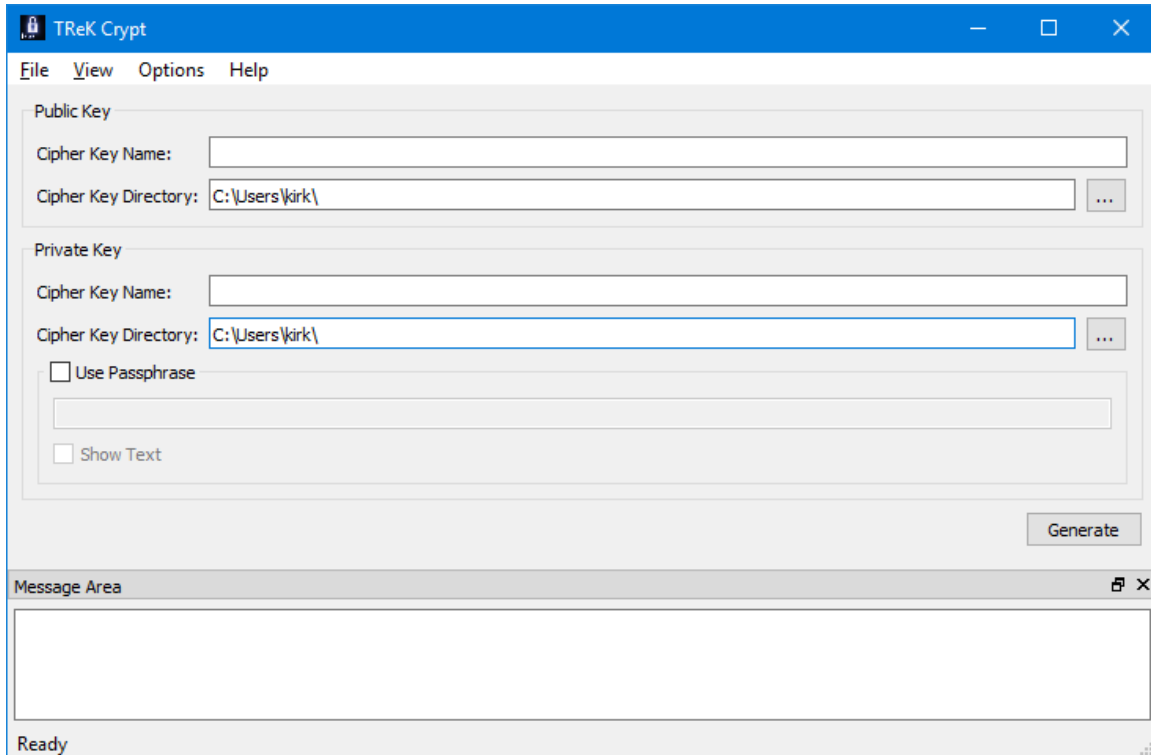 TReK Crypt
File View Options Help
Public Key
Cipher Key Name:
Cipher Key Directory: C:\Users\kirk\ ...
Private Key
Cipher Key Name:
Cipher Key Directory: C:\Users\kirk\ ...
Use Passphrase
Show Text
Generate
Message Area
Ready